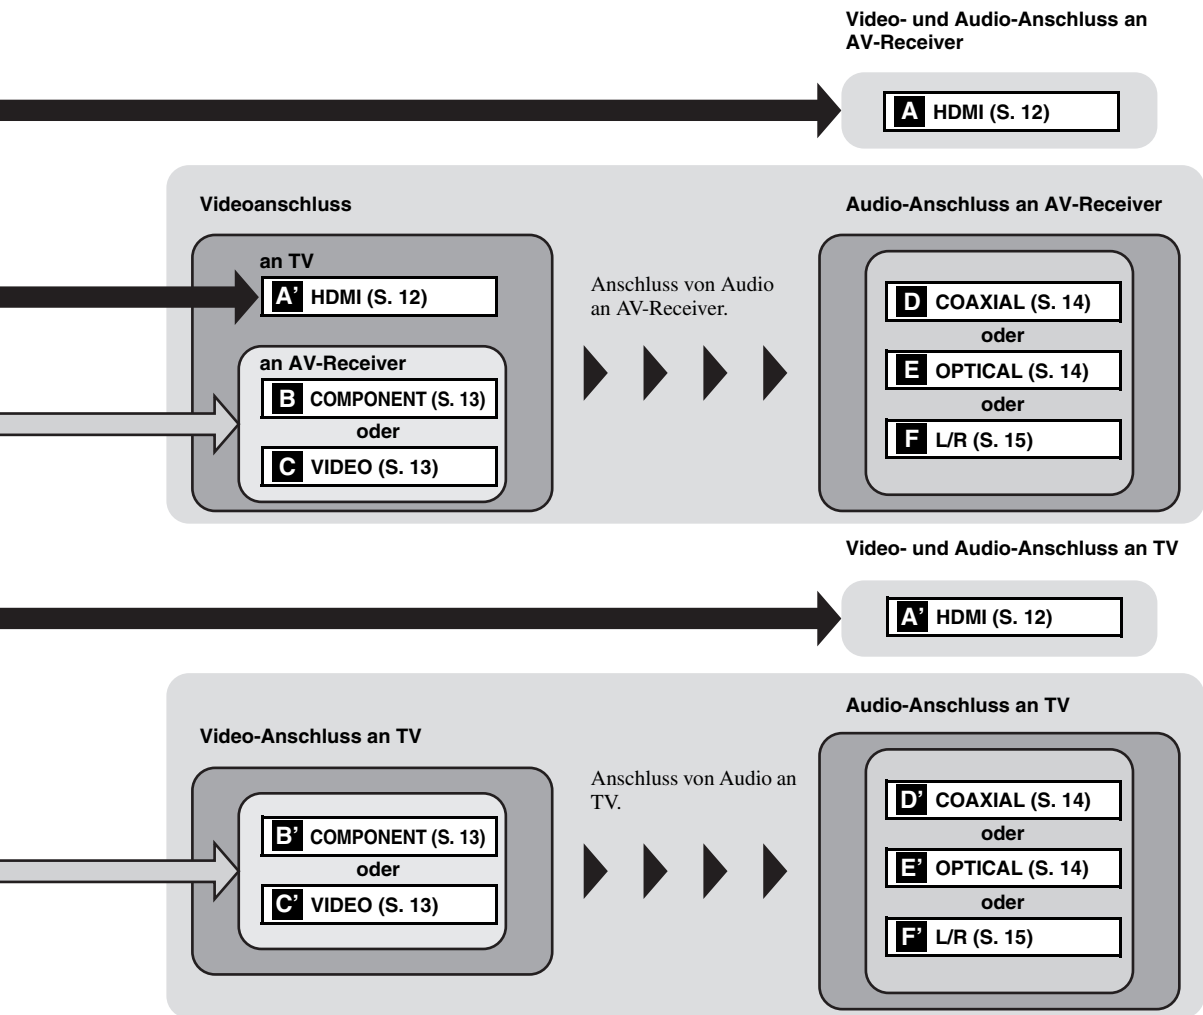 Video- und Audio-Anschluss an
AV-Receiver
A HDMI (S. 12)
Videoanschluss
an TV
A’ HDMI (S. 12)
an AV-Receiver
B COMPONENT (S. 13)
oder
C VIDEO (S. 13)
Anschluss von Audio
an AV-Receiver.
Audio-Anschluss an AV-Receiver
D COAXIAL (S. 14)
oder
E OPTICAL (S. 14)
oder
F L/R (S. 15)
Video- und Audio-Anschluss an TV
A’ HDMI (S. 12)
Video-Anschluss an TV
B’ COMPONENT (S. 13)
oder
C’ VIDEO (S. 13)
Anschluss von Audio an
TV.
Audio-Anschluss an TV
D’ COAXIAL (S. 14)
oder
E’ OPTICAL (S. 14)
oder
F’ L/R (S. 15)